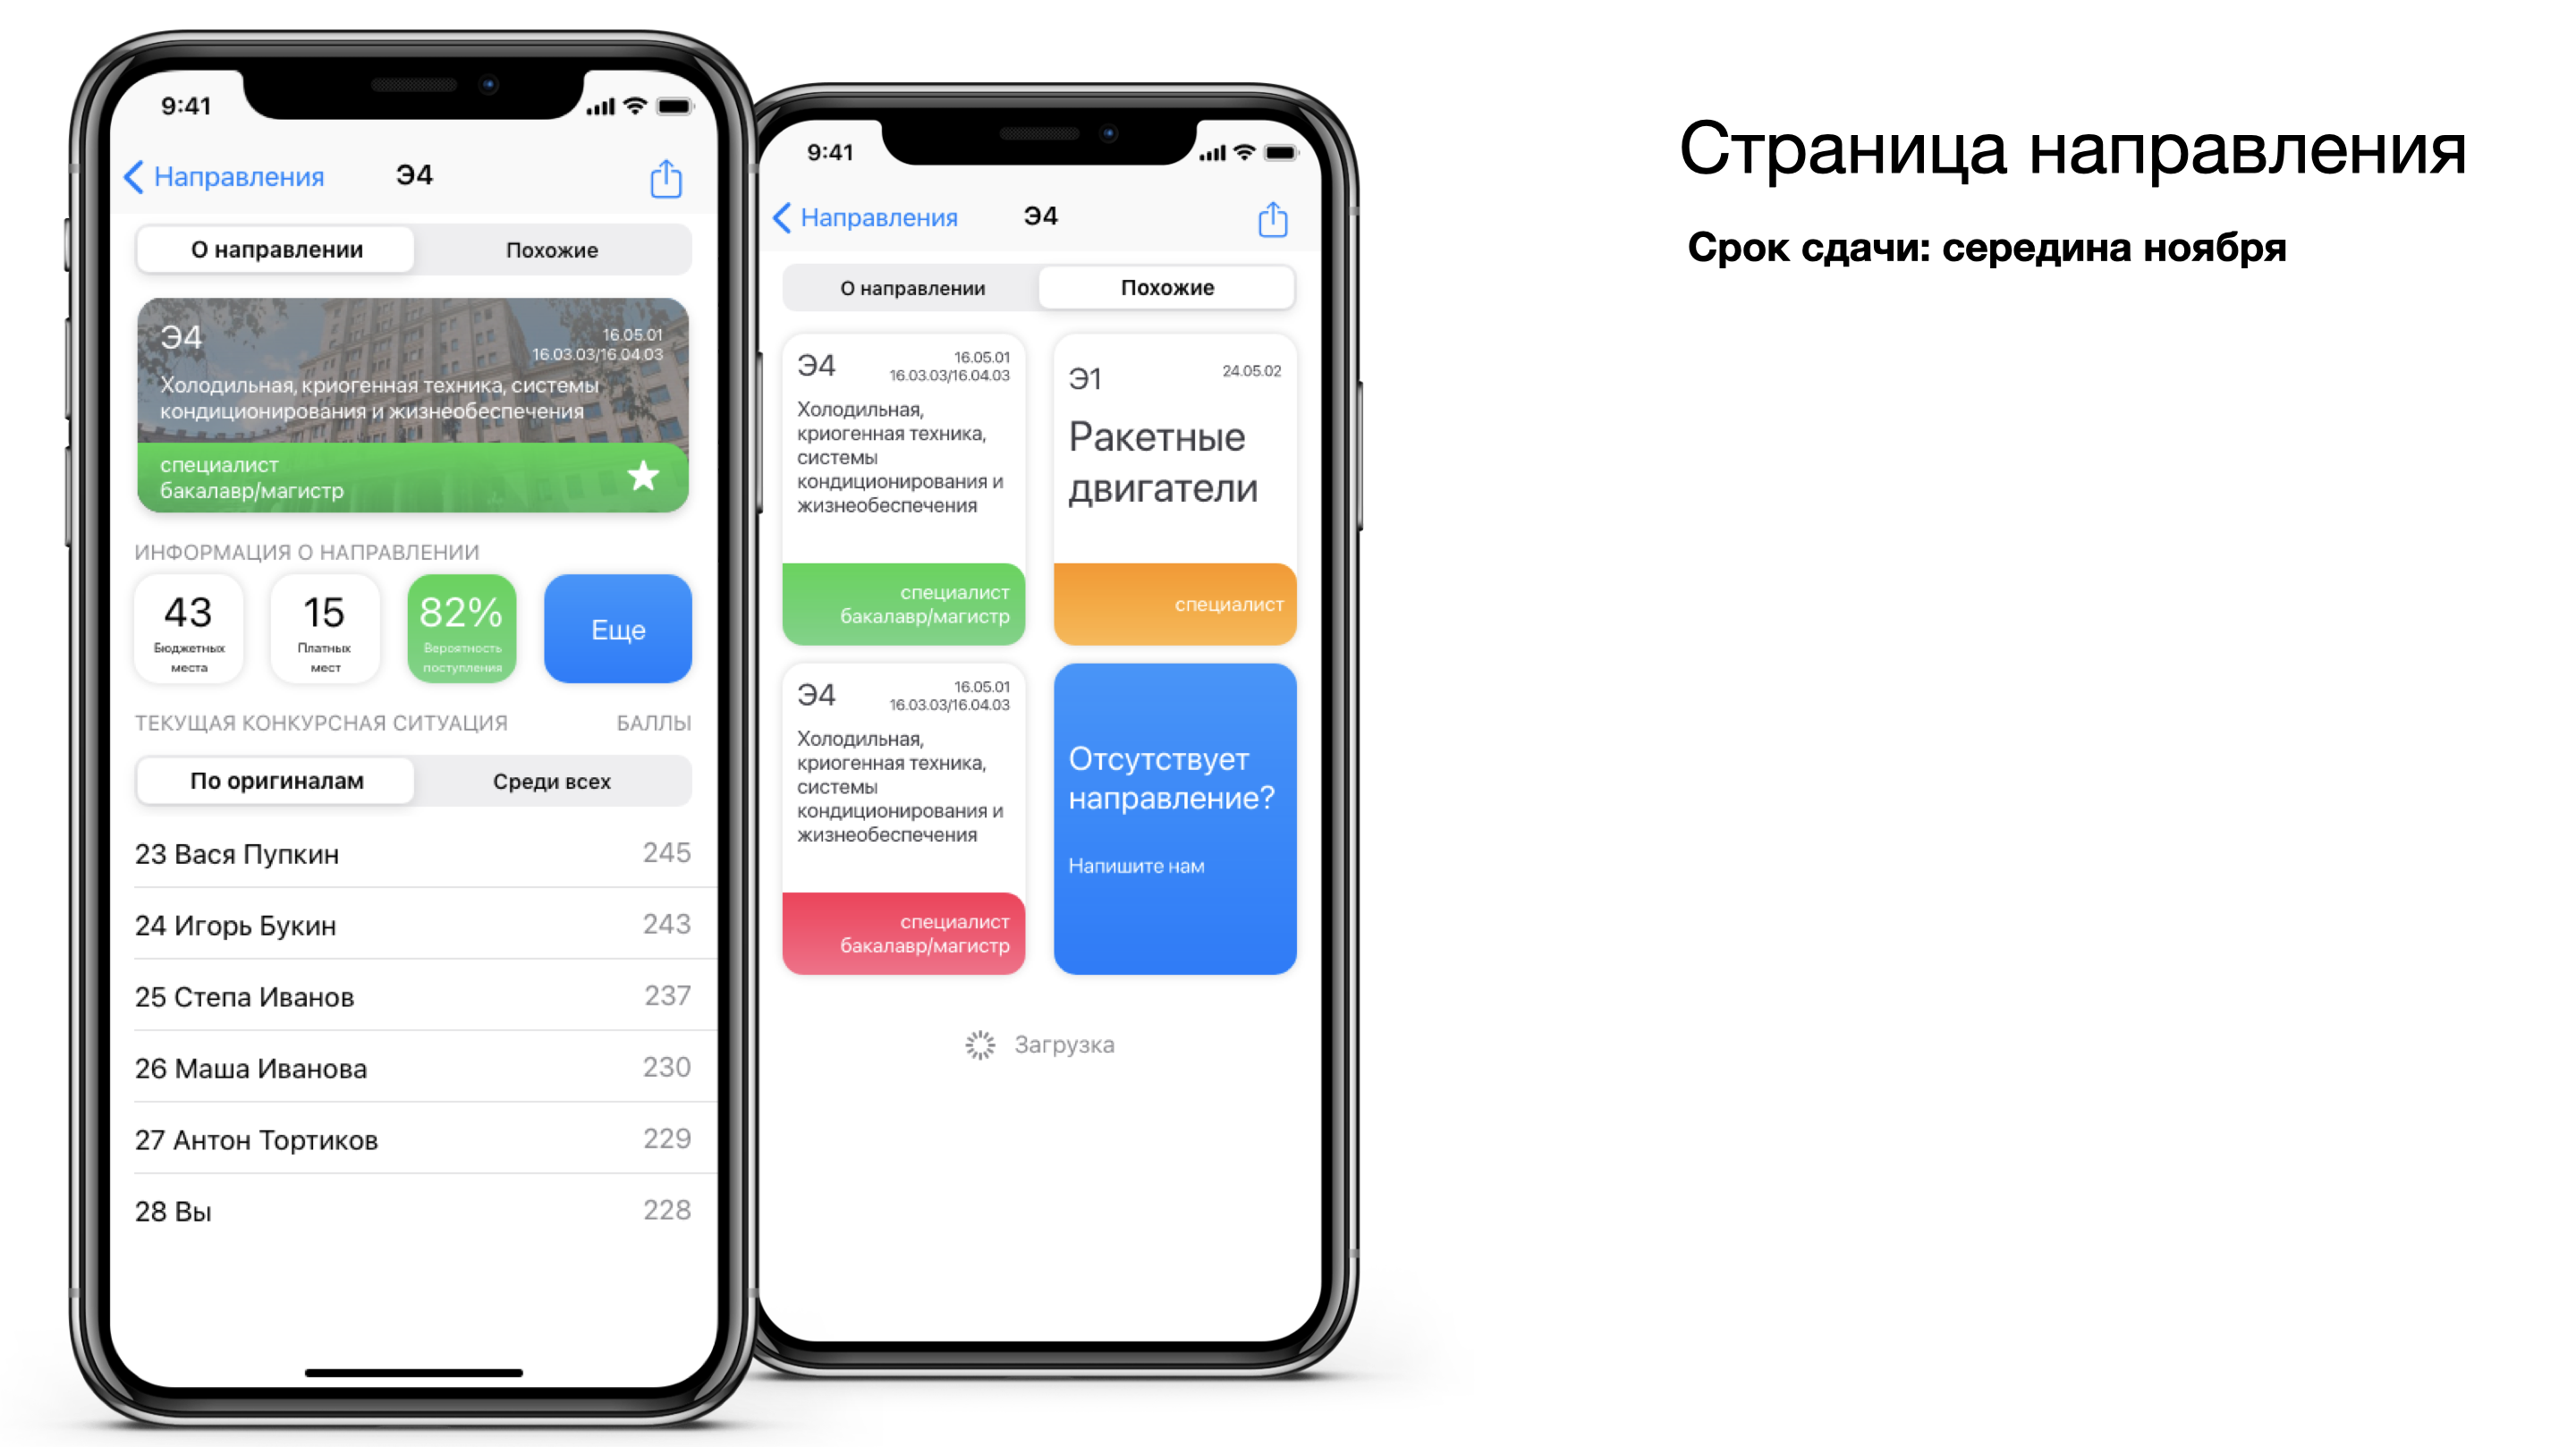 9:41
Направления
Э4
О направлении
Похожие
Э4
16.05.01
16.03.03/16.04.03
Холодильная, криогенная техника, системы
кондиционирования и жизнеобеспечения
специалист
бакалавр/магистр
ИНФОРМАЦИЯ О НАПРАВЛЕНИИ
43
Бюджетных
места
15
Платных
мест
82%
Вероятность
поступления
Еще
ТЕКУЩАЯ КОНКУРСНАЯ СИТУАЦИЯ
БАЛЛЫ
По оригиналам
Среди всех
23 Вася Пупкин
245
24 Игорь Букин
243
25 Степа Иванов
237
26 Маша Иванова
230
27 Антон Тортиков
229
28 Вы
228
9:41
Направления
Э4
О направлении
Похожие
Э4
16.05.01
16.03.03/16.04.03
Холодильная,
криогенная техника,
системы
кондиционирования и
жизнеобеспечения
специалист
бакалавр/магистр
Э1
24.05.02
Ракетные
двигатели
специалист
Э4
16.05.01
16.03.03/16.04.03
Холодильная,
криогенная техника,
системы
кондиционирования и
жизнеобеспечения
специалист
бакалавр/магистр
Отсутствует
направление?
Напишите нам
Загрузка
Страница направления
Срок сдачи: середина ноября